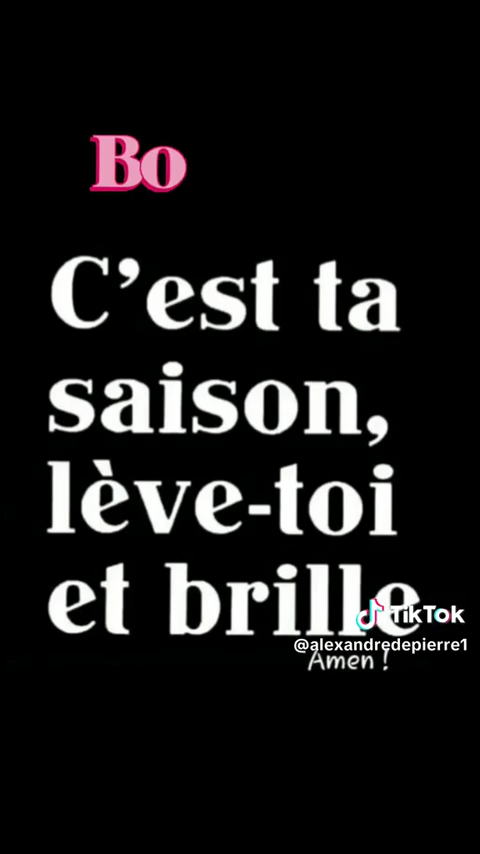 Bo
C'est ta
saison,
lève-toi
et brille
TikTok
@alexandredepierre1
Amen !